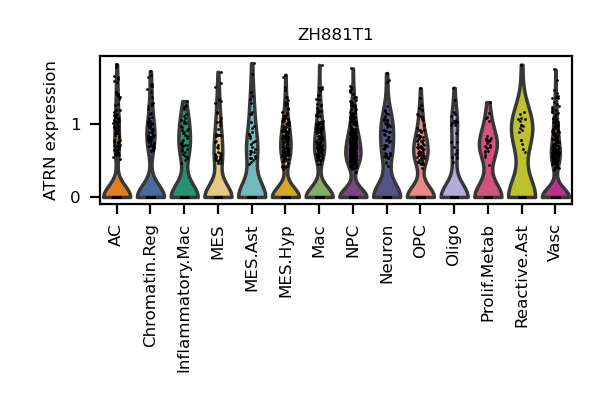 ZH881T1
ATRN expression
1
0
AC
Chromatin.Reg
Inflammatory.Mac
MES
MES.Ast
MES.Hyp
Mac
NPC
Neuron
OPC
Oligo
Prolif.Metab
Reactive.Ast
Vasc